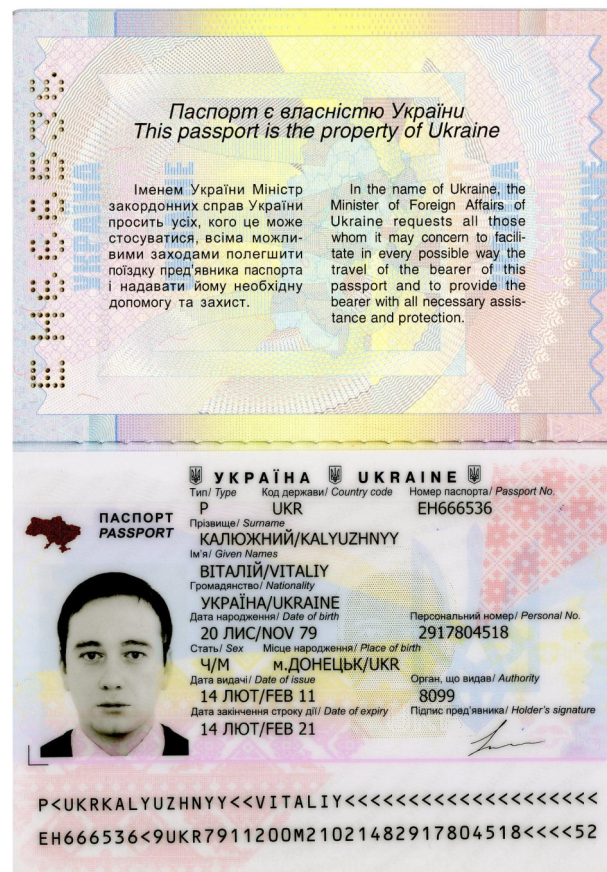 Паспорт є власністю України
This passport is the property of Ukraine
Іменем України Міністр
закордонних справ України
просить усіх, кого це може
стосуватися, всіма можли-
вими заходами полегшити
поїздку пред'явника паспорта
і надавати йому необхідну
допомогу та захист.
In the name of Ukraine, the
Minister of Foreign Affairs of
Ukraine requests all those
whom it may concern to facili-
tate in every possible way the
travel of the bearer of this
passport and to provide the
bearer with all necessary assis-
tance and protection.
УКРАЇНА UKRAINE
Тип/ Type Код держави/ Country code Номер паспорта/ Passport No.
P UKR EH666536
ПАСПОРТ
PASSPORT
Прізвище/ Surname
КАЛЮЖНИЙ/KALYUZHNYY
Ім'я/ Given Names
ВІТАЛІЙ/VITALIY
Громадянство/ Nationality
УКРАЇНА/UKRAINE
Дата народження/ Date of birth Персональний номер/ Personal No.
20 ЛИС/NOV 79 2917804518
Стать/ Sex Місце народження/ Place of birth
Ч/M м.ДОНЕЦЬК/UKR
Дата видачі/ Date of issue Орган, що видав/ Authority
14 ЛЮТ/FEB 11 8099
Дата закінчення строку дії/ Date of expiry Підпис пред'явника/ Holder's signature
14 ЛЮТ/FEB 21
P<UKRKALYUZHNYY<<VITALIY<<<<<<<<<<<<<<<<<<<<
EH666536<9UKR7911200M21021482917804518<<<<52